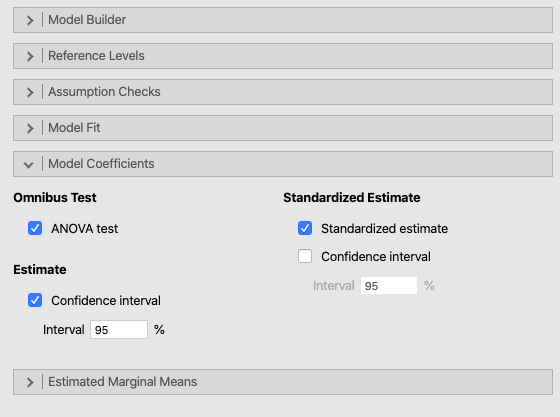 Model Builder
Reference Levels
Assumption Checks
Model Fit
Model Coefficients
Omnibus Test
ANOVA test
Estimate
Confidence interval
Interval 95 %
Standardized Estimate
Standardized estimate
Confidence interval
Interval 95 %
Estimated Marginal Means